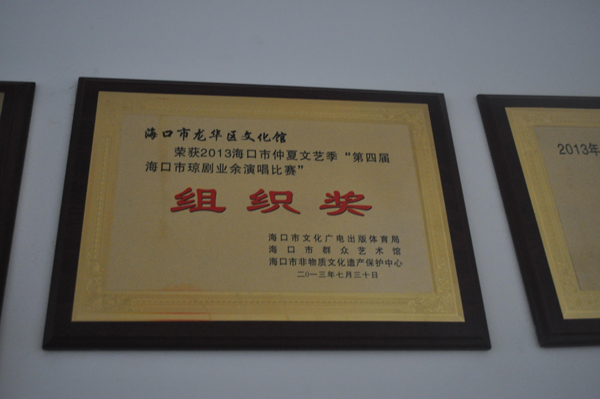 海口市龙华区文化馆
荣获2013海口市仲夏文艺季“第四届
海口市琼剧业余演唱比赛”
组织奖
海口市文化广电出版体育局
海口市群众艺术馆
海口市非物质文化遗产保护中心
二〇一三年七月三十日
2013年